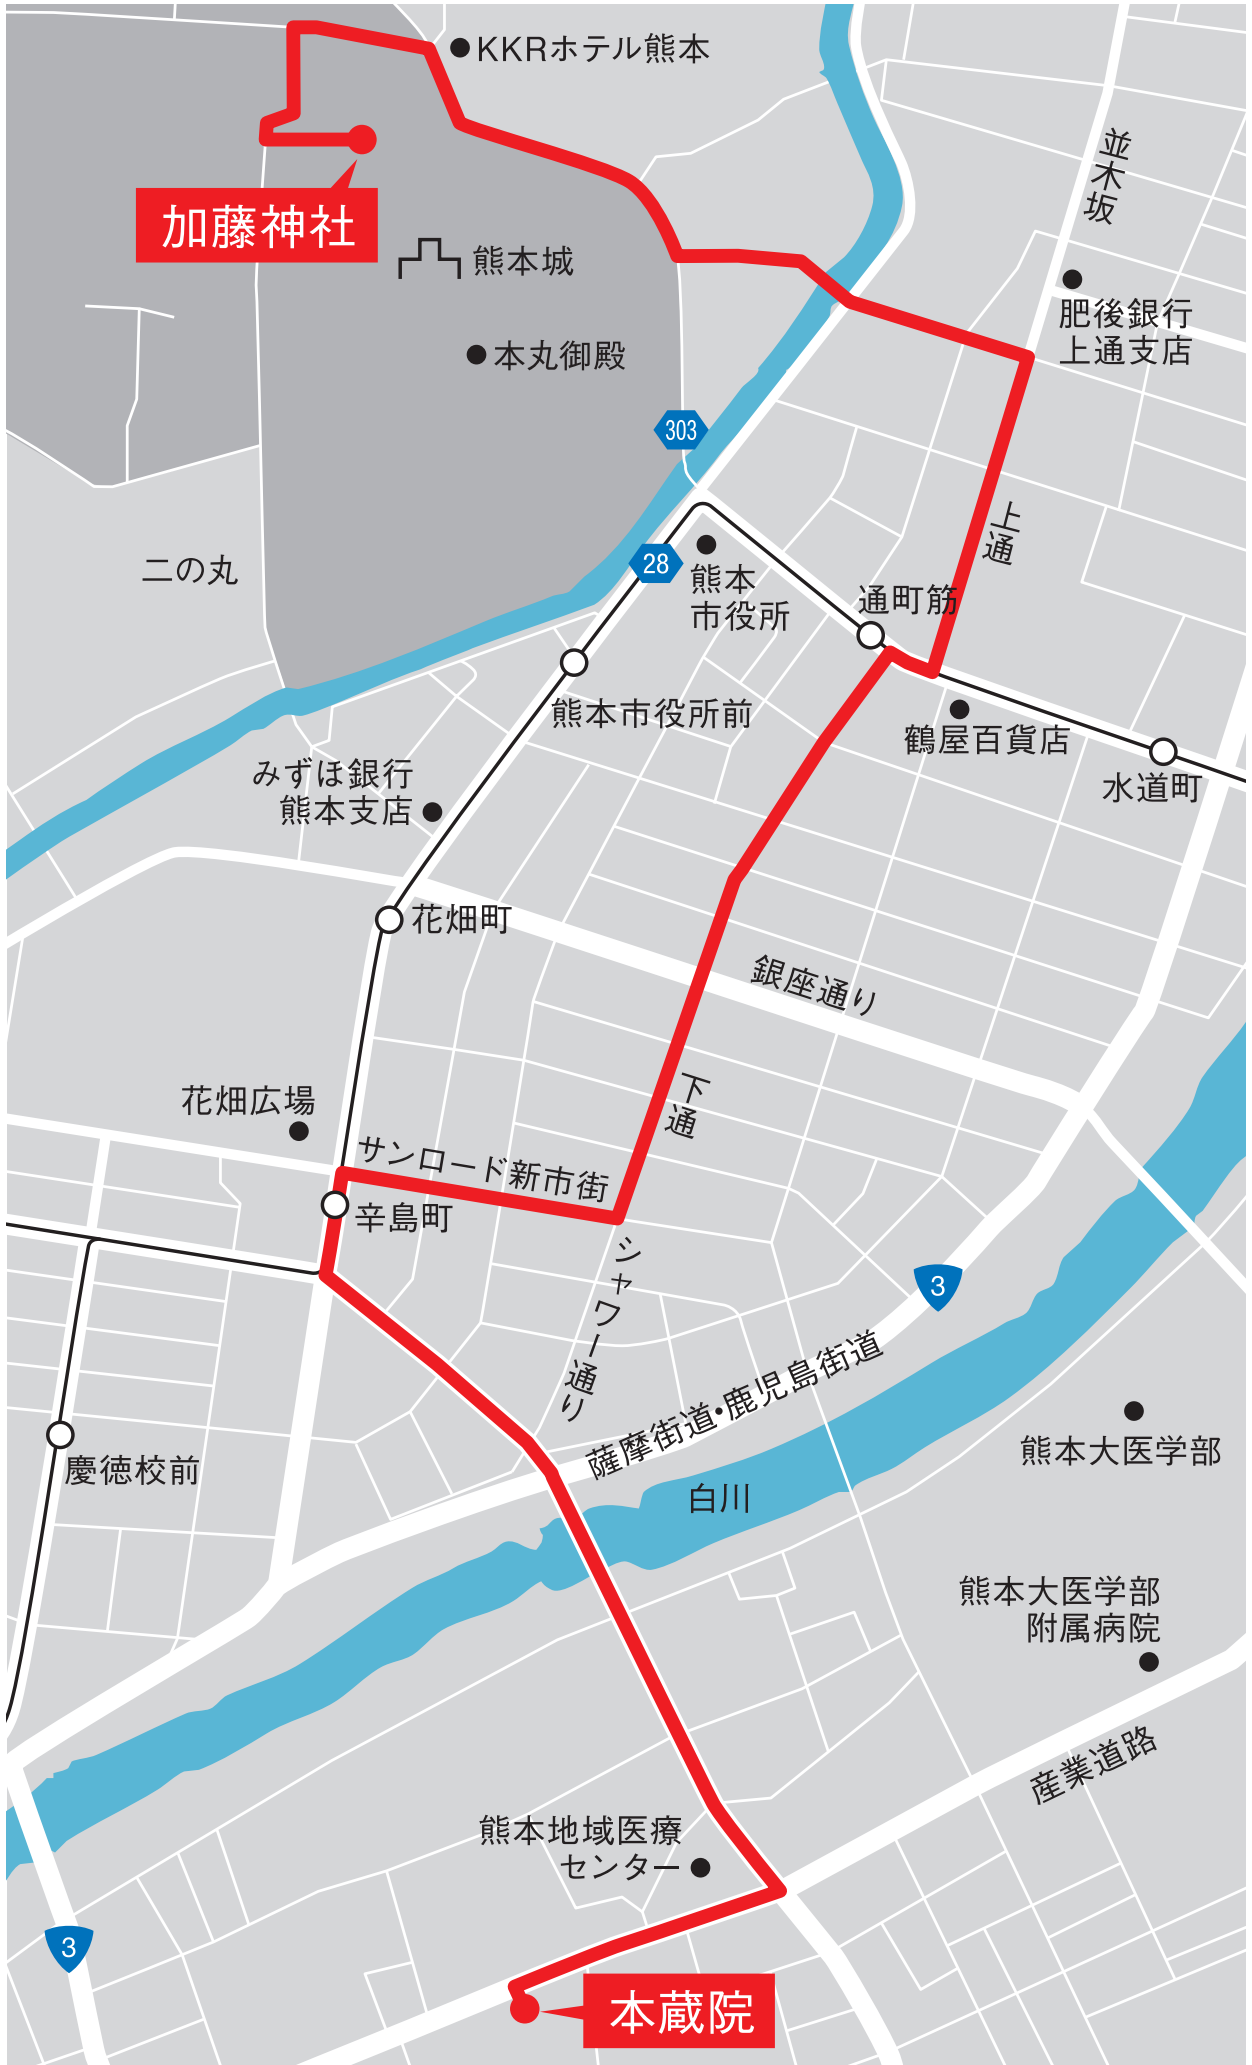 KKRホテル熊本
加藤神社
並木坂
熊本城
肥後銀行
上通支店
本丸御殿
303
上通
28
二の丸
熊本
市役所
通町筋
熊本市役所前
鶴屋百貨店
水道町
みずほ銀行
熊本支店
花畑町
銀座通り
花畑広場
下通
サンロード新市街
辛島町
シャワー通り
3
薩摩街道・鹿児島街道
熊本大医学部
慶徳校前
白川
熊本大医学部
附属病院
産業道路
熊本地域医療
センター
3
本蔵院